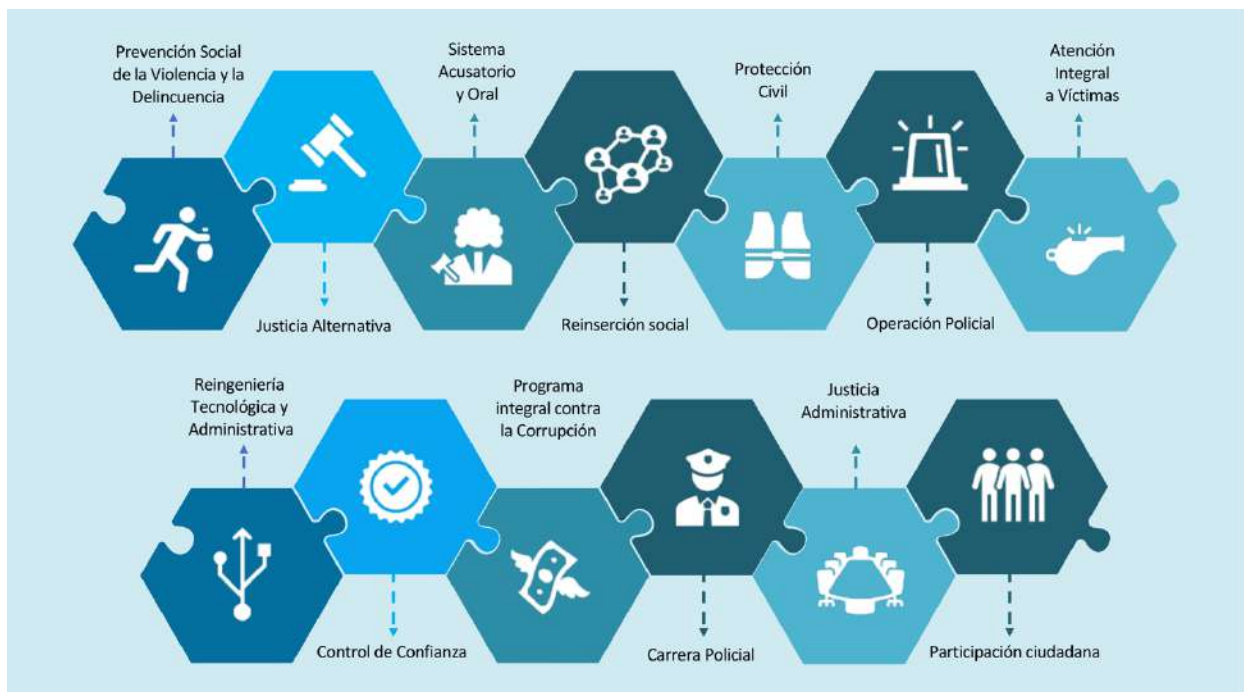 Prevención Social
de la Violencia y la
Delincuencia
Sistema
Acusatorio
y Oral
Protección
Civil
Atención
Integral
a Víctimas
Justicia Alternativa
Reinserción social
Operación Policial
Reingeniería
Tecnológica y
Administrativa
Programa
integral contra
la Corrupción
Justicia
Administrativa
Control de Confianza
Carrera Policial
Participación ciudadana